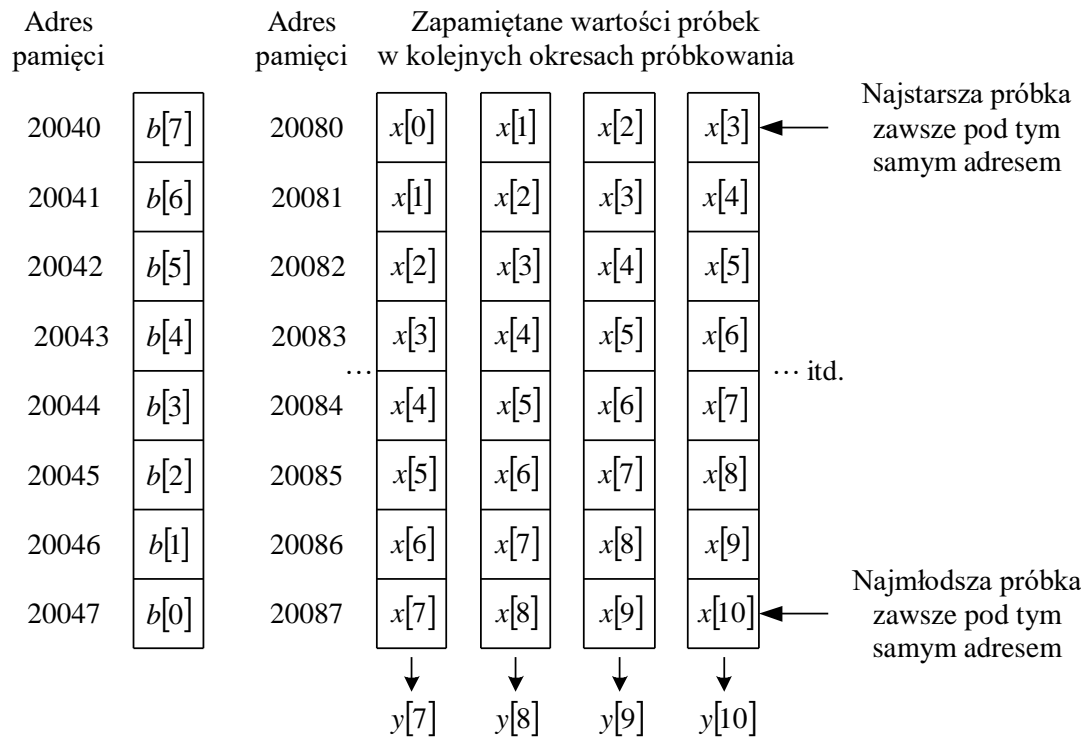 Adres pamięci
Adres pamięci
Zapamiętane wartości próbek
w kolejnych okresach próbkowania
20040 b[7] 20080 x[0] x[1] x[2] x[3]
20041 b[6] 20081 x[1] x[2] x[3] x[4]
20042 b[5] 20082 x[2] x[3] x[4] x[5]
20043 b[4] 20083 x[3] x[4] x[5] x[6]
… … itd.
20044 b[3] 20084 x[4] x[5] x[6] x[7]
20045 b[2] 20085 x[5] x[6] x[7] x[8]
20046 b[1] 20086 x[6] x[7] x[8] x[9]
20047 b[0] 20087 x[7] x[8] x[9] x[10]
y[7] y[8] y[9] y[10]
Najstarsza próbka
zawsze pod tym
samym adresem
Najmłodsza próbka
zawsze pod tym
samym adresem